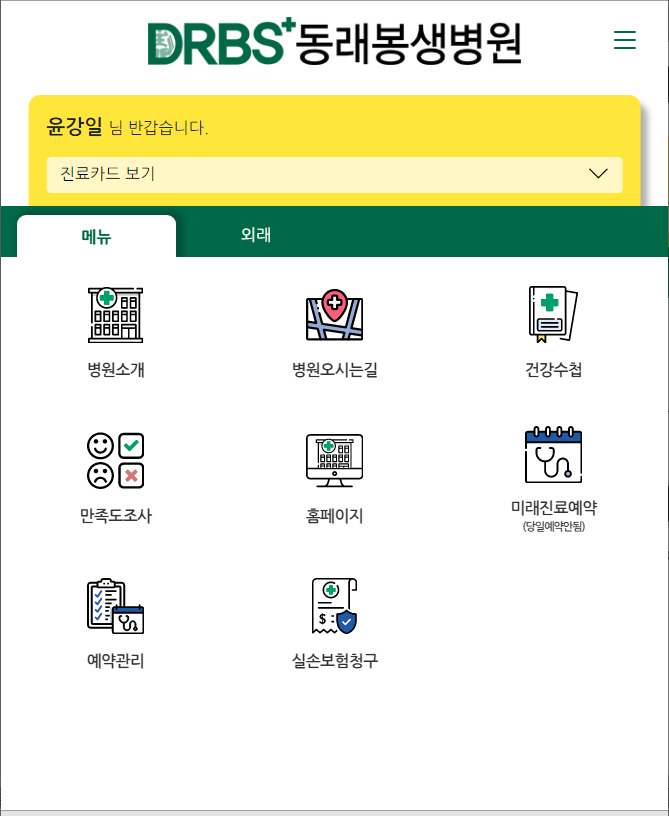 DRBS+동래봉생병원
윤강일 님 반갑습니다.
진료카드 보기
메뉴 외래
병원소개 병원오시는길 건강수첩
만족도조사 홈페이지 미래진료예약
(당일예약안됨)
예약관리 실손보험청구